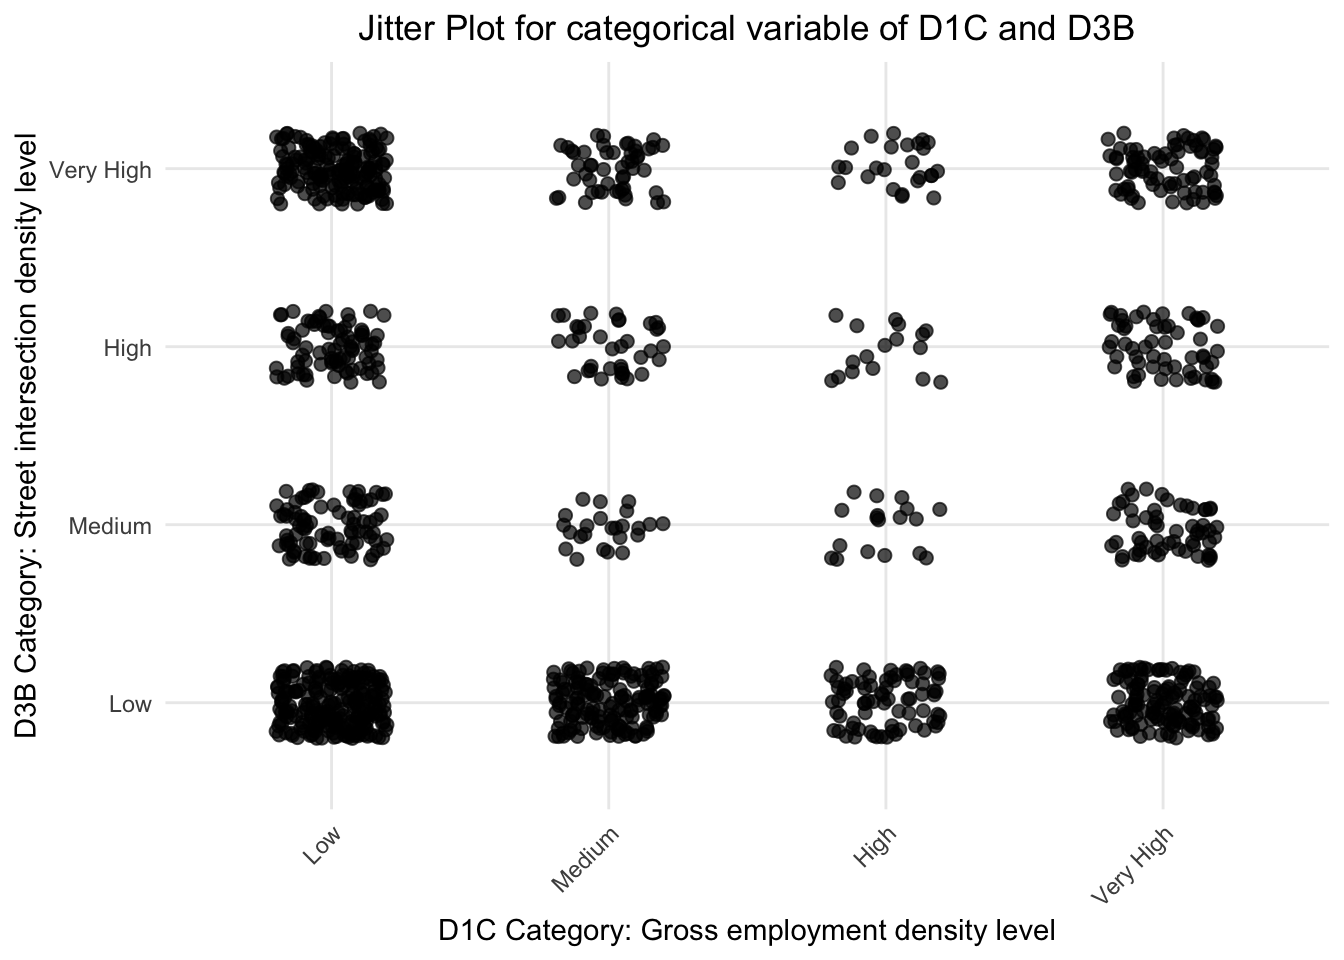 Jitter Plot for categorical variable of D1C and D3B
D3B Category: Street intersection density level
Very High
High
Medium
Low
Low
Medium
High
Very High
D1C Category: Gross employment density level